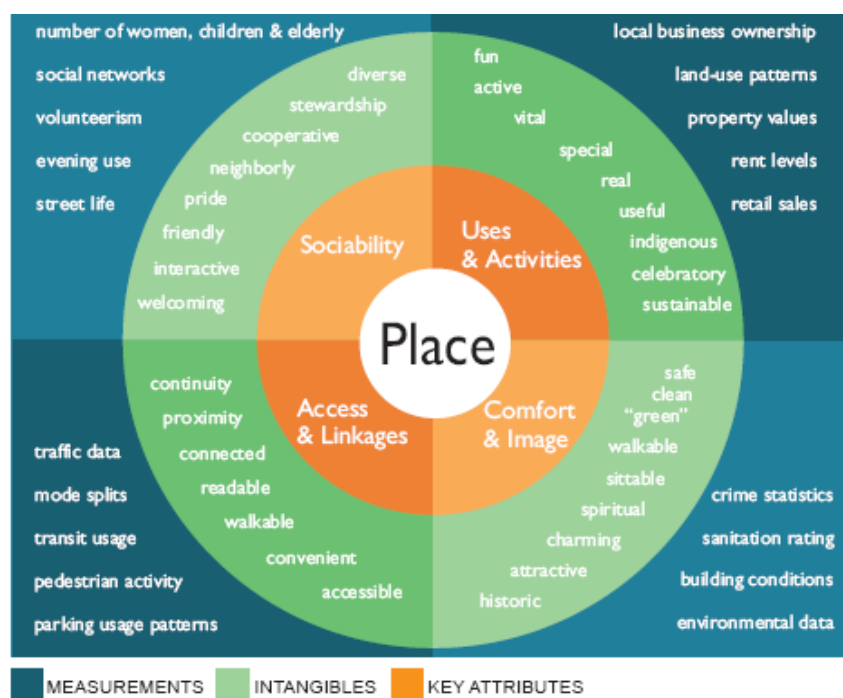 number of women, children & elderly
social networks
volunteerism
evening use
street life
diverse
stewardship
cooperative
neighborly
pride
friendly
interactive
welcoming
Sociability
local business ownership
land-use patterns
property values
rent levels
retail sales
fun
active
vital
special
real
useful
indigenous
celebratory
sustainable
Uses
& Activities
Place
continuity
proximity
connected
readable
walkable
convenient
accessible
Access
& Linkages
traffic data
mode splits
transit usage
pedestrian activity
parking usage patterns
Comfort
& Image
safe
clean
“green”
walkable
sittable
spiritual
charming
attractive
historic
crime statistics
sanitation rating
building conditions
environmental data
MEASUREMENTS INTANGIBLES KEY ATTRIBUTES